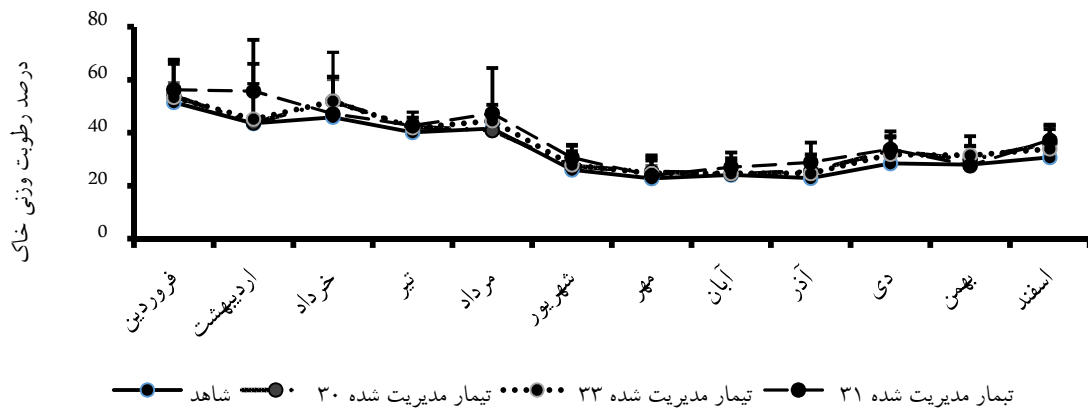 درصد رطوبت وزنی خاک
80
60
40
20
0
فروردین
اردیبهشت
خرداد
تیر
مرداد
شهریور
مهر
آبان
آذر
دی
بهمن
اسفند
شاهد
تیمار مدیریت شده ۳۰
تیمار مدیریت شده ۳۳
تیمار مدیریت شده ۳۱